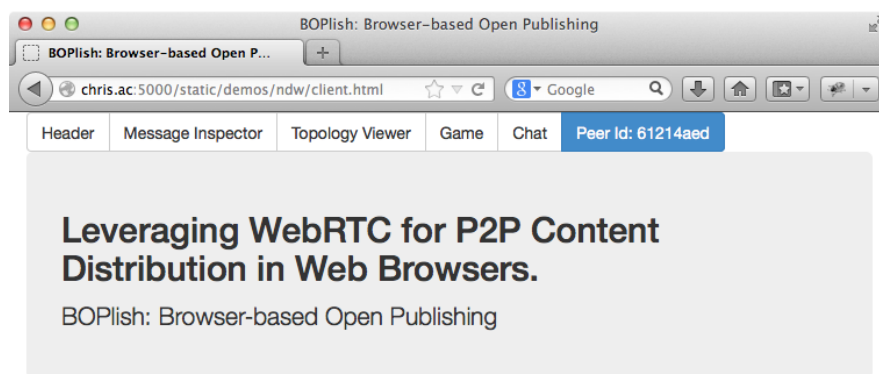 BOPlish: Browser-based Open Publishing
BOPlish: Browser-based Open P...
chris.ac:5000/static/demos/ndw/client.html
8
Google
Header
Message Inspector
Topology Viewer
Game
Chat
Peer Id: 61214aed
Leveraging WebRTC for P2P Content
Distribution in Web Browsers.
BOPlish: Browser-based Open Publishing